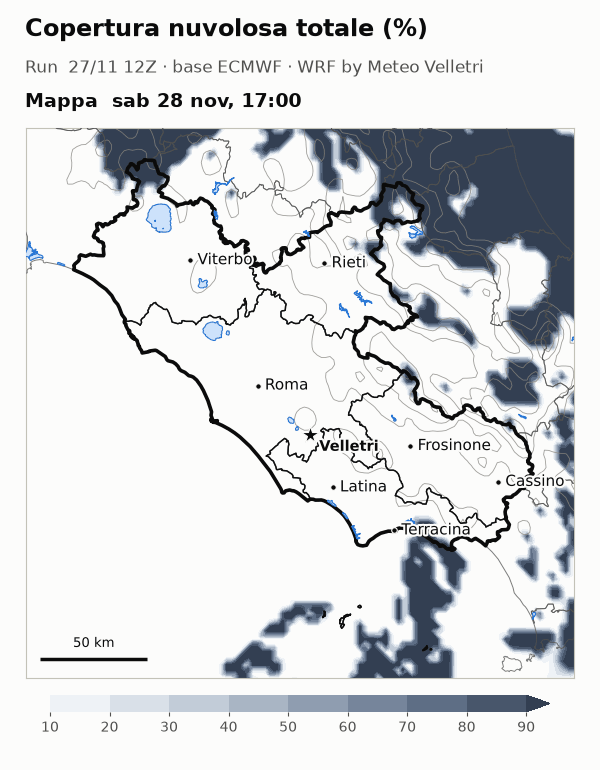 Copertura nuvolosa totale (%)
Run  27/11 12Z · base ECMWF · WRF by Meteo Velletri
Mappa  sab 28 nov, 17:00
Viterbo
Rieti
Roma
Velletri
Frosinone
Cassino
Latina
Terracina
50 km
10 20 30 40 50 60 70 80 90